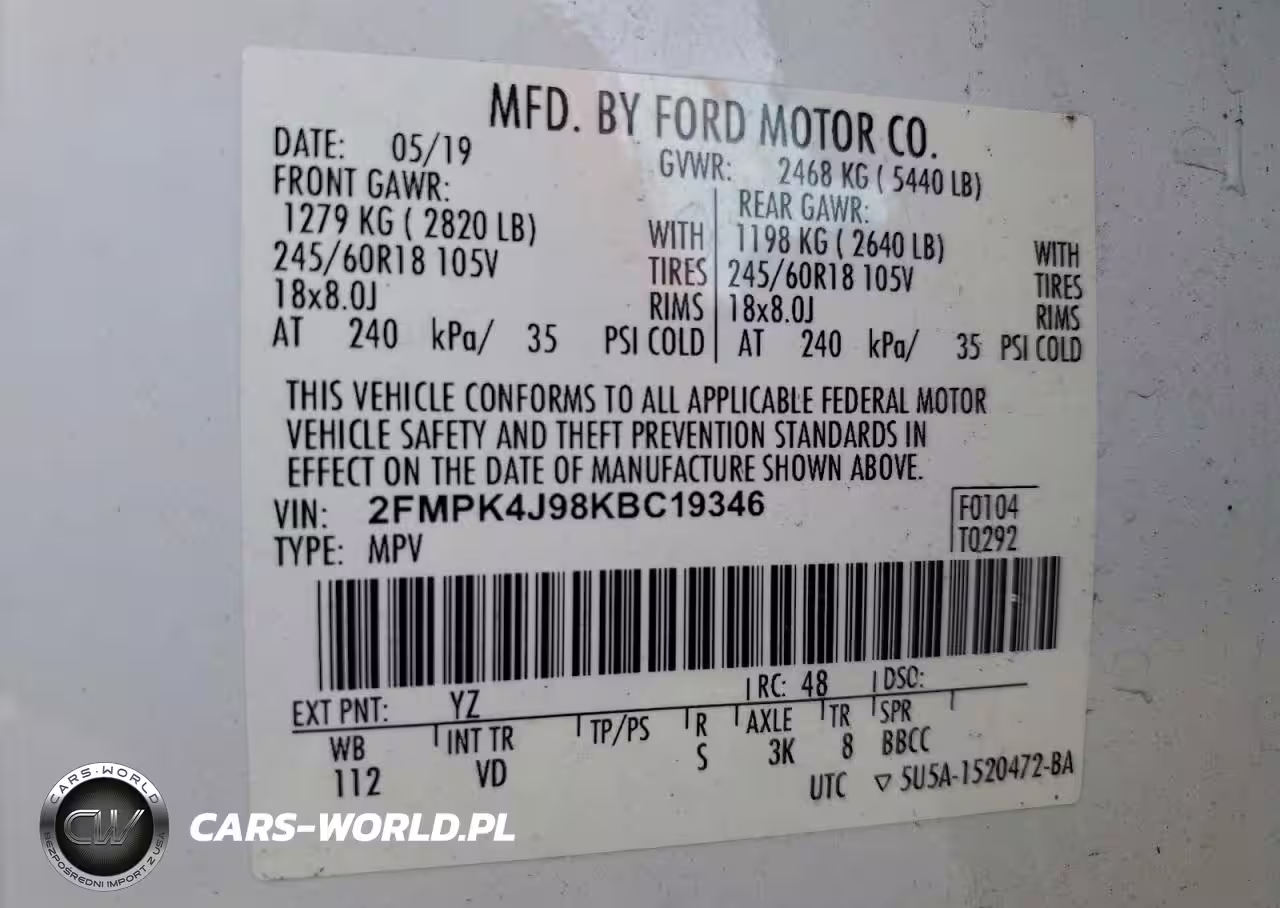 MFD. BY FORD MOTOR CO.
DATE: 05/19 GVWR: 2468 KG ( 5440 LB)
FRONT GAWR: REAR GAWR:
1279 KG ( 2820 LB) WITH 1198 KG ( 2640 LB) WITH
245/60R18 105V TIRES 245/60R18 105V TIRES
18x8.0J RIMS 18x8.0J RIMS
AT 240 kPa/ 35 PSI COLD AT 240 kPa/ 35 PSI COLD
THIS VEHICLE CONFORMS TO ALL APPLICABLE FEDERAL MOTOR
VEHICLE SAFETY AND THEFT PREVENTION STANDARDS IN
EFFECT ON THE DATE OF MANUFACTURE SHOWN ABOVE.
VIN: 2FMPK4J98KBC19346 F0104
TYPE: MPV T0292
EXT PNT: YZ RC: 48 DSO:
WB INT TR TP/PS R AXLE TR SPR
112 VD S 3K 8 BBCC
UTC ▽ 5U5A-1520472-BA
CARS-WORLD
CW
BEZPOŚREDNI IMPORT Z USA
CARS-WORLD.PL